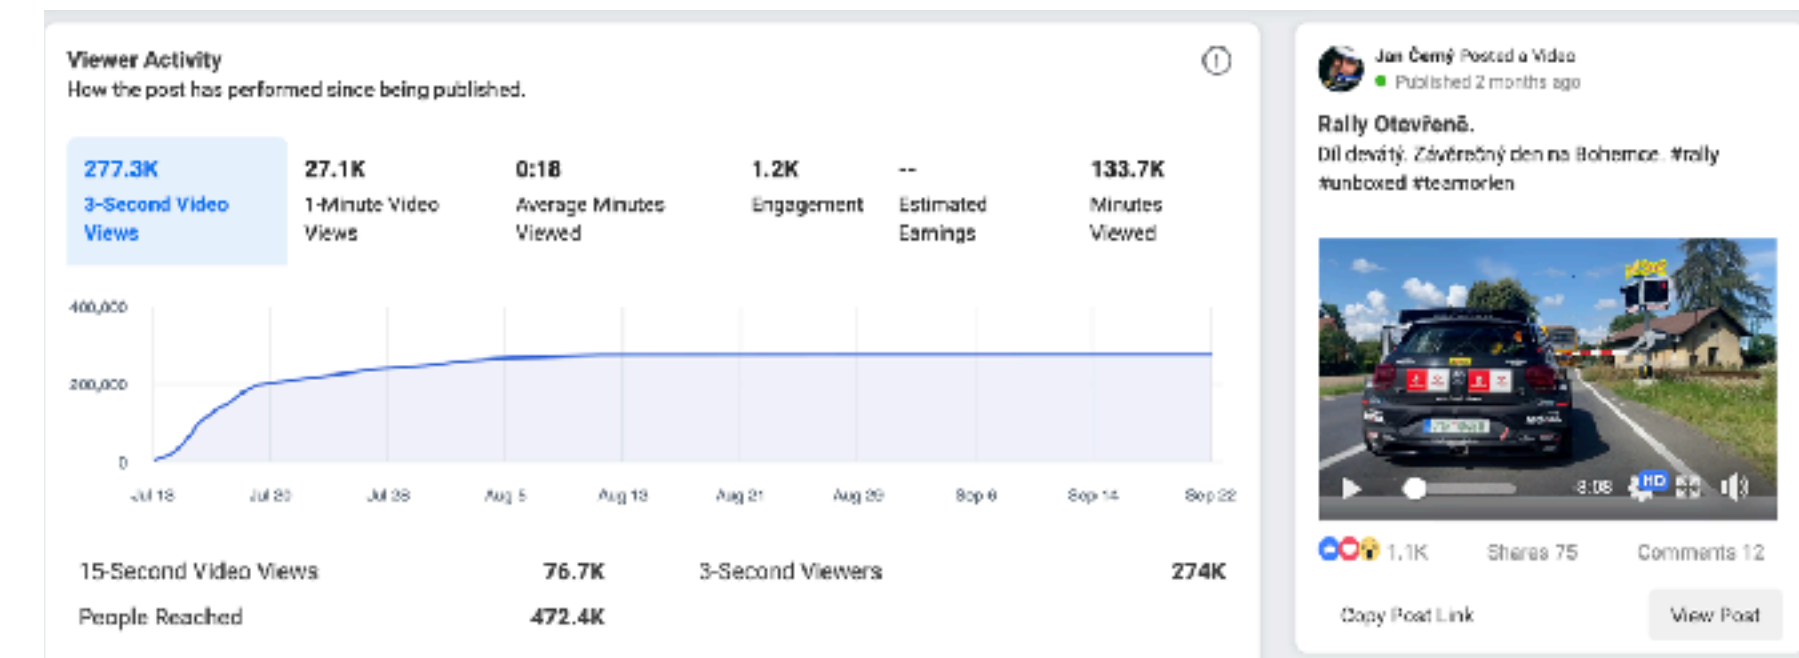 Viewer Activity
How the post has performed since being published.
277.3K
3-Second Video
Views
27.1K
1-Minute Video
Views
0:18
Average Minutes
Viewed
1.2K
Engagement
--
Estimated
Earnings
133.7K
Minutes
Viewed
400,000
200,000
0
Jul 18
Jul 20
Jul 28
Aug 5
Aug 13
Aug 21
Aug 29
Sep 6
Sep 14
Sep 22
15-Second Video Views
76.7K
3-Second Viewers
274K
People Reached
472.4K
Jan Černý Posted a Video
Published 2 months ago
Rally Otevřeně.
Díl devátý. Závěrečný den na Bohemce. #rally
#unboxed #teamorlen
-8:08
HD
1.1K
Shares 75
Comments 12
Copy Post Link
View Post